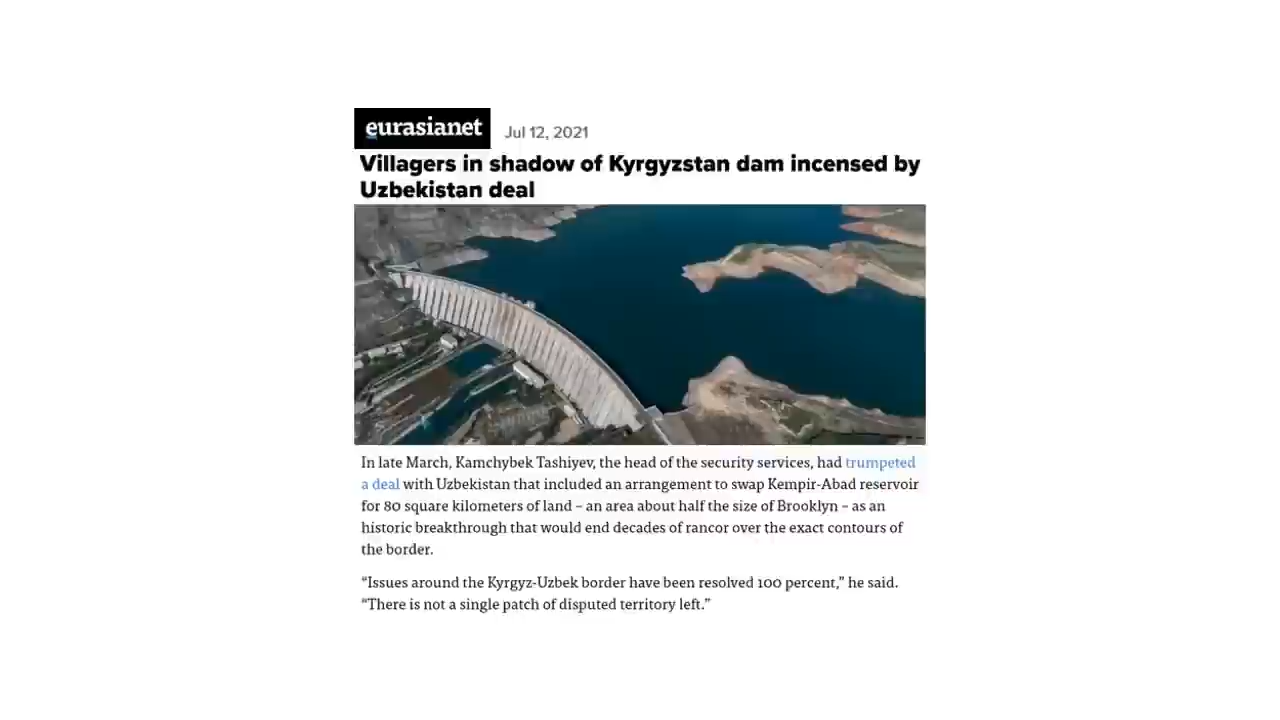 eurasianet Jul 12, 2021
Villagers in shadow of Kyrgyzstan dam incensed by
Uzbekistan deal
In late March, Kamchybek Tashiyev, the head of the security services, had trumpeted
a deal with Uzbekistan that included an arrangement to swap Kempir-Abad reservoir
for 80 square kilometers of land – an area about half the size of Brooklyn – as an
historic breakthrough that would end decades of rancor over the exact contours of
the border.
“Issues around the Kyrgyz-Uzbek border have been resolved 100 percent,” he said.
“There is not a single patch of disputed territory left.”